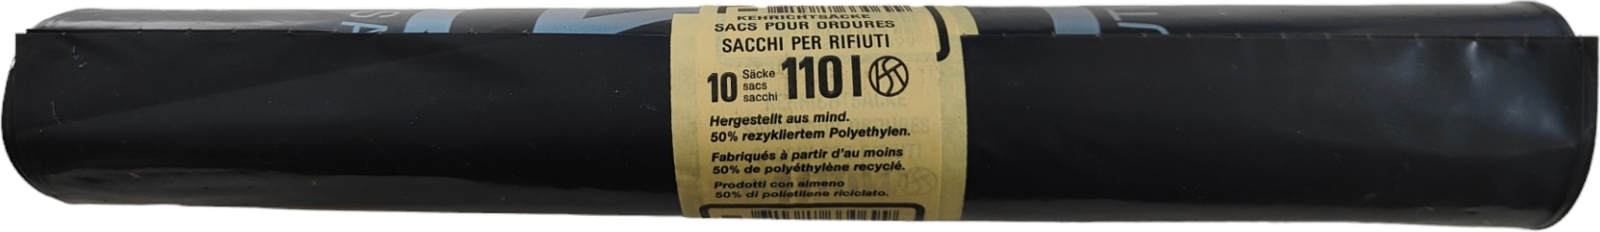 KEHRICHTSÄCKE
SACS POUR ORDURES
SACCHI PER RIFIUTI
10 Säcke sacs sacchi 110 l
Hergestellt aus mind.
50% rezykliertem Polyethylen.
Fabriqués à partir d'au moins
50% de polyéthylène recyclé.
Prodotti con almeno
50% di polietilene riciclato.